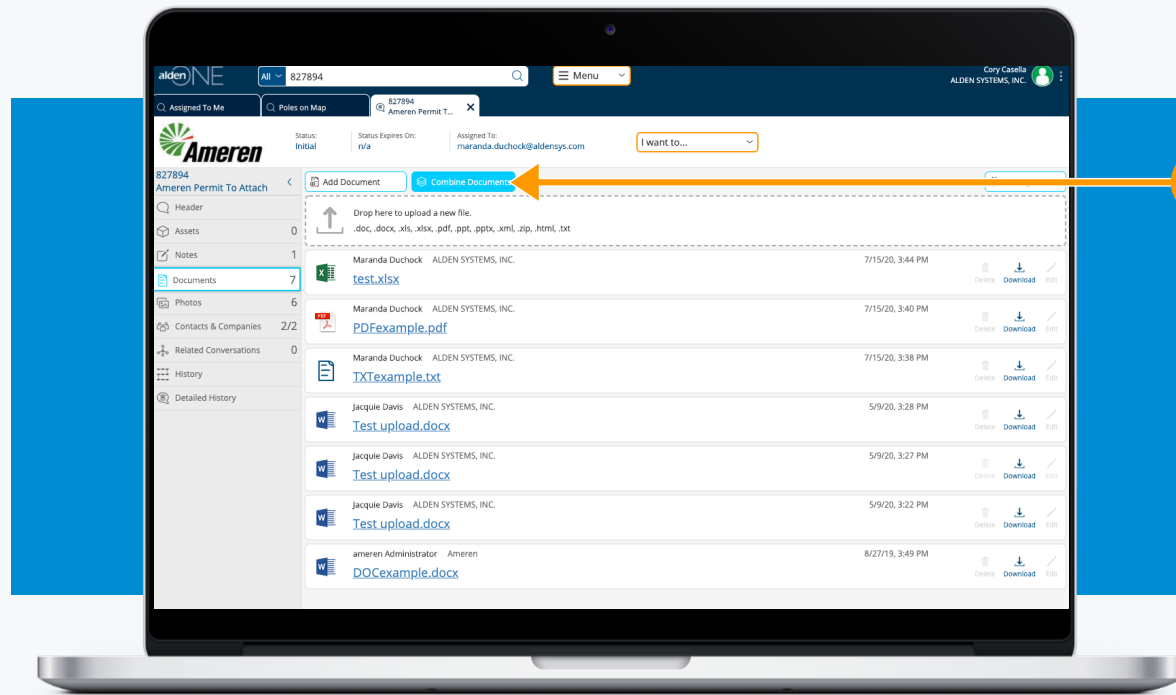 alden ONE
All
827894
Menu
Cory Casella
ALDEN SYSTEMS, INC.
Assigned To Me
Poles on Map
827894
Ameren Permit T...
Ameren
Status:
Initial
Status Expires On:
n/a
Assigned To:
maranda.duchock@aldensys.com
I want to...
827894
Ameren Permit To Attach
Add Document
Combine Documents
Header
Assets 0
Notes 1
Documents 7
Photos 6
Contacts & Companies 2/2
Related Conversations 0
History
Detailed History
Drop here to upload a new file.
.doc, .docx, .xls, .xlsx, .pdf, .ppt, .pptx, .xml, .zip, .html, .txt
Maranda Duchock ALDEN SYSTEMS, INC. 7/15/20, 3:44 PM
test.xlsx
Delete Download Edit
Maranda Duchock ALDEN SYSTEMS, INC. 7/15/20, 3:40 PM
PDF
PDFexample.pdf
Delete Download Edit
Maranda Duchock ALDEN SYSTEMS, INC. 7/15/20, 3:38 PM
TXTexample.txt
Delete Download Edit
Jacquie Davis ALDEN SYSTEMS, INC. 5/9/20, 3:28 PM
Test upload.docx
Delete Download Edit
Jacquie Davis ALDEN SYSTEMS, INC. 5/9/20, 3:27 PM
Test upload.docx
Delete Download Edit
Jacquie Davis ALDEN SYSTEMS, INC. 5/9/20, 3:22 PM
Test upload.docx
Delete Download Edit
ameren Administrator Ameren 8/27/19, 3:49 PM
DOCexample.docx
Delete Download Edit